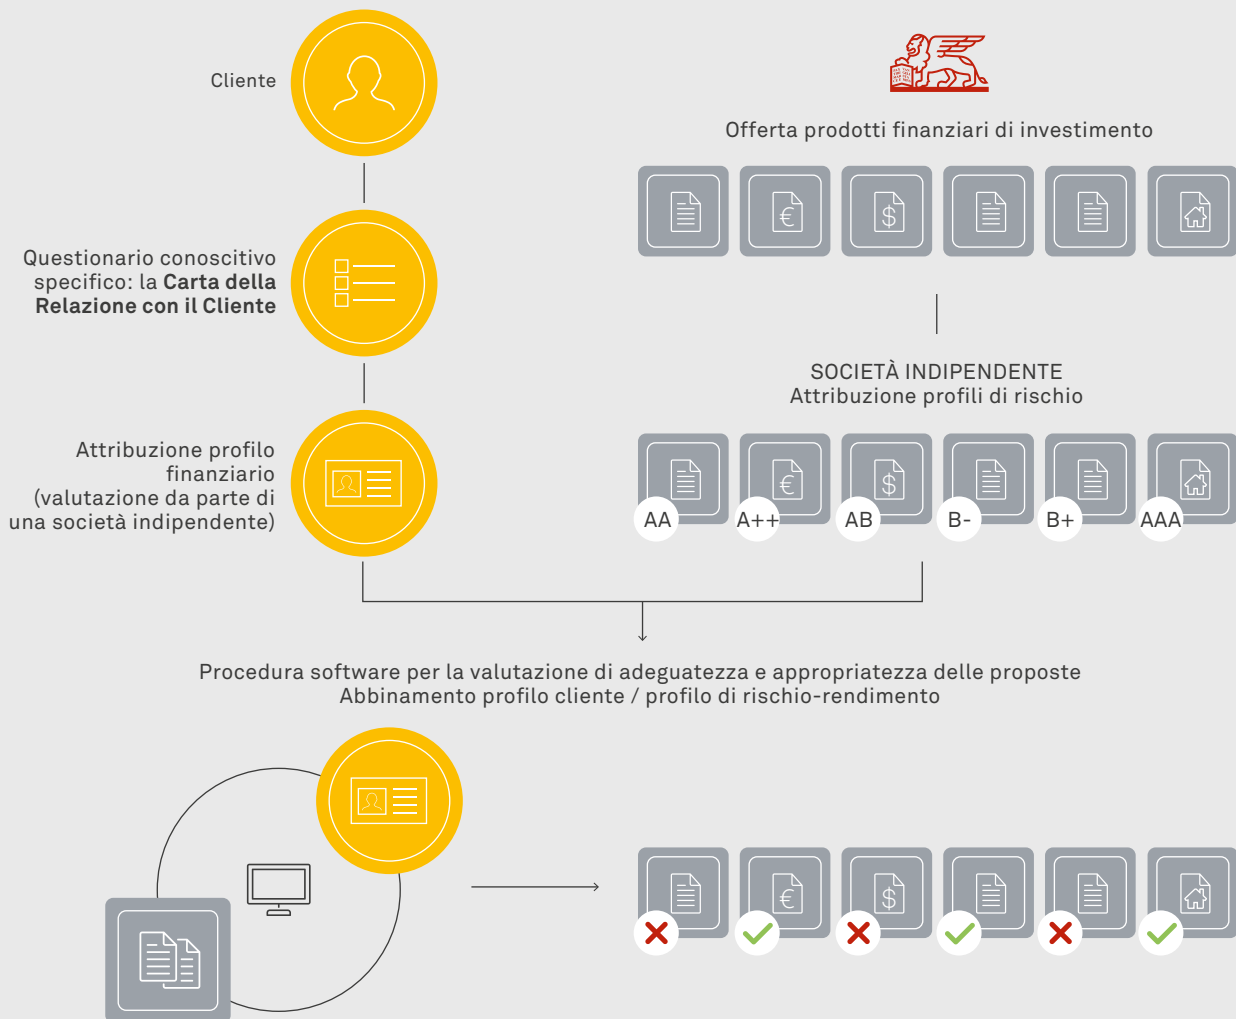 Cliente
Offerta prodotti finanziari di investimento
€
$
Questionario conoscitivo
specifico: la Carta della
Relazione con il Cliente
SOCIETÀ INDIPENDENTE
Attribuzione profili di rischio
Attribuzione profilo
finanziario
(valutazione da parte di
una società indipendente)
€
$
AA
A++
AB
B-
B+
AAA
Procedura software per la valutazione di adeguatezza e appropriatezza delle proposte
Abbinamento profilo cliente / profilo di rischio-rendimento
€
$